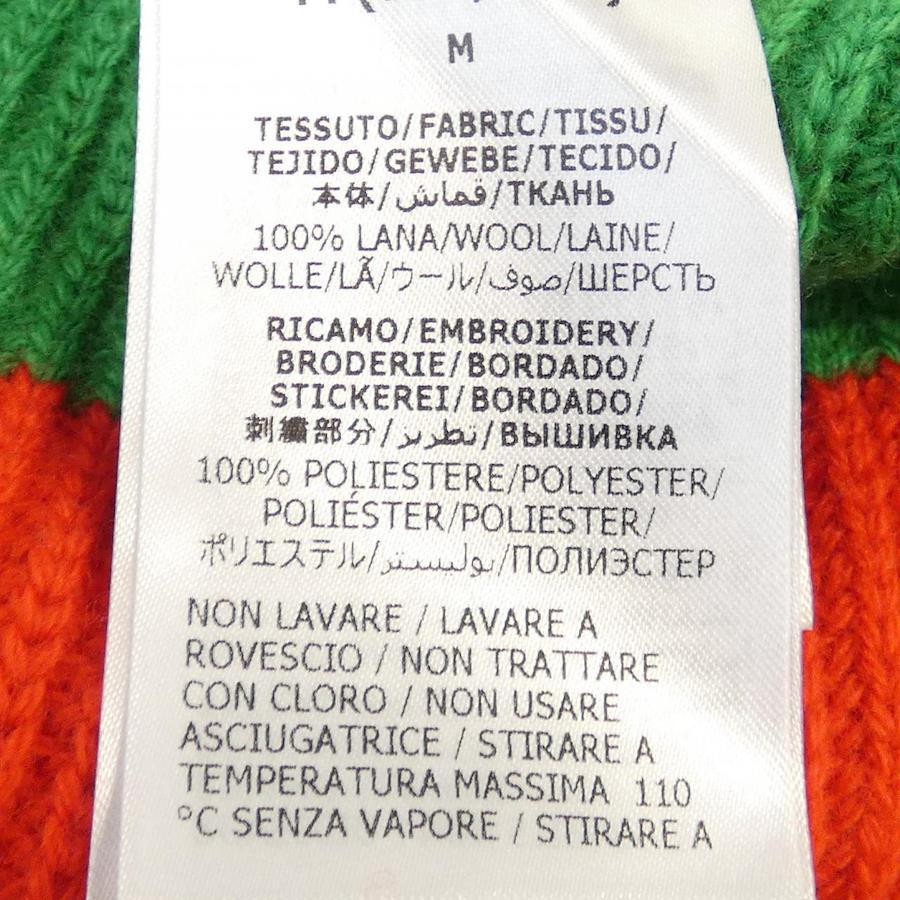 M
TESSUTO/FABRIC/TISSU/
TEJIDO/GEWEBE/TECIDO/
本体/قماش/ТКАНЬ
100% LANA/WOOL/LAINE/
WOLLE/LÃ/ウール/صوف/ШЕРСТЬ
RICAMO/EMBROIDERY/
BRODERIE/BORDADO/
STICKEREI/BORDADO/
刺繍部分/تطريز/ВЫШИВКА
100% POLIESTERE/POLYESTER/
POLIÉSTER/POLIESTER/
ポリエステル/بوليستر/ПОЛИЭСТЕР
NON LAVARE / LAVARE A
ROVESCIO / NON TRATTARE
CON CLORO / NON USARE
ASCIUGATRICE / STIRARE A
TEMPERATURA MASSIMA 110
°C SENZA VAPORE / STIRARE A